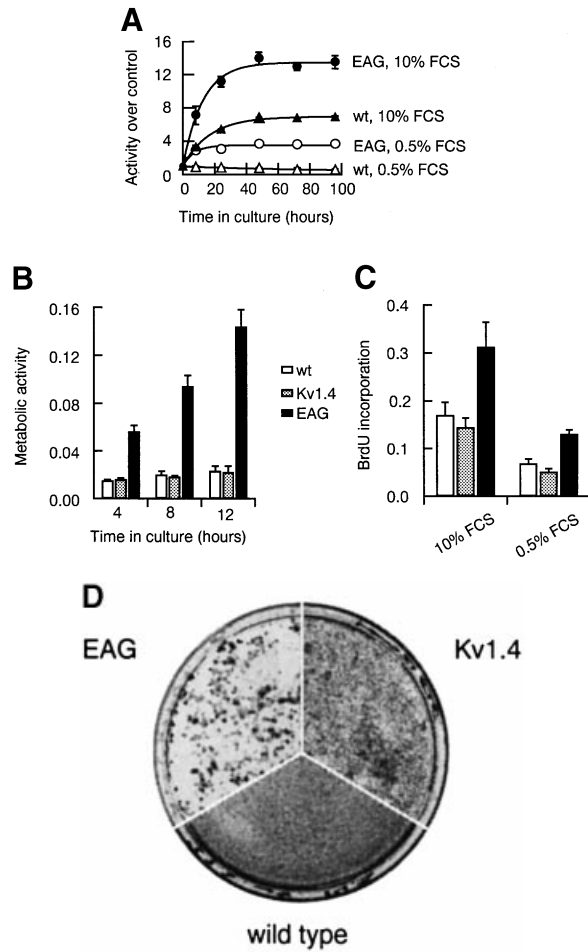 A
Activity over control
16
12
8
4
0
0 20 40 60 80 100
Time in culture (hours)
EAG, 10% FCS
wt, 10% FCS
EAG, 0.5% FCS
wt, 0.5% FCS
B
Metabolic activity
0.16
0.12
0.08
0.04
0.00
4 8 12
Time in culture (hours)
wt
Kv1.4
EAG
C
BrdU incorporation
0.4
0.3
0.2
0.1
0.0
10% FCS
0.5% FCS
D
EAG
Kv1.4
wild type